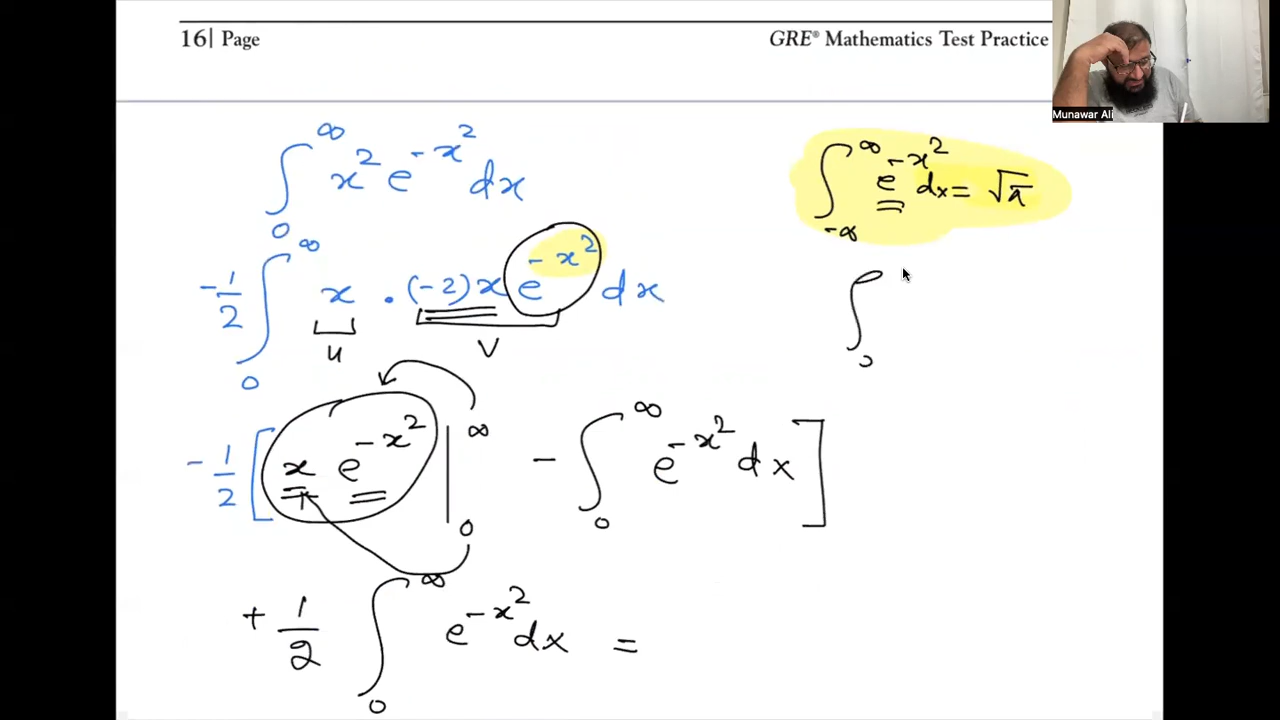 16| Page
GRE® Mathematics Test Practice
Munawar Ali
∫₀^∞ x² e^{-x²} dx
∫_{-∞}^∞ e^{-x²} dx = √π
-1/2 ∫₀^∞ x · (-2) x e^{-x²} dx
u
v
∫₀
-1/2 [ x e^{-x²} |₀^∞ - ∫₀^∞ e^{-x²} dx ]
+ 1/2 ∫₀^∞ e^{-x²} dx =